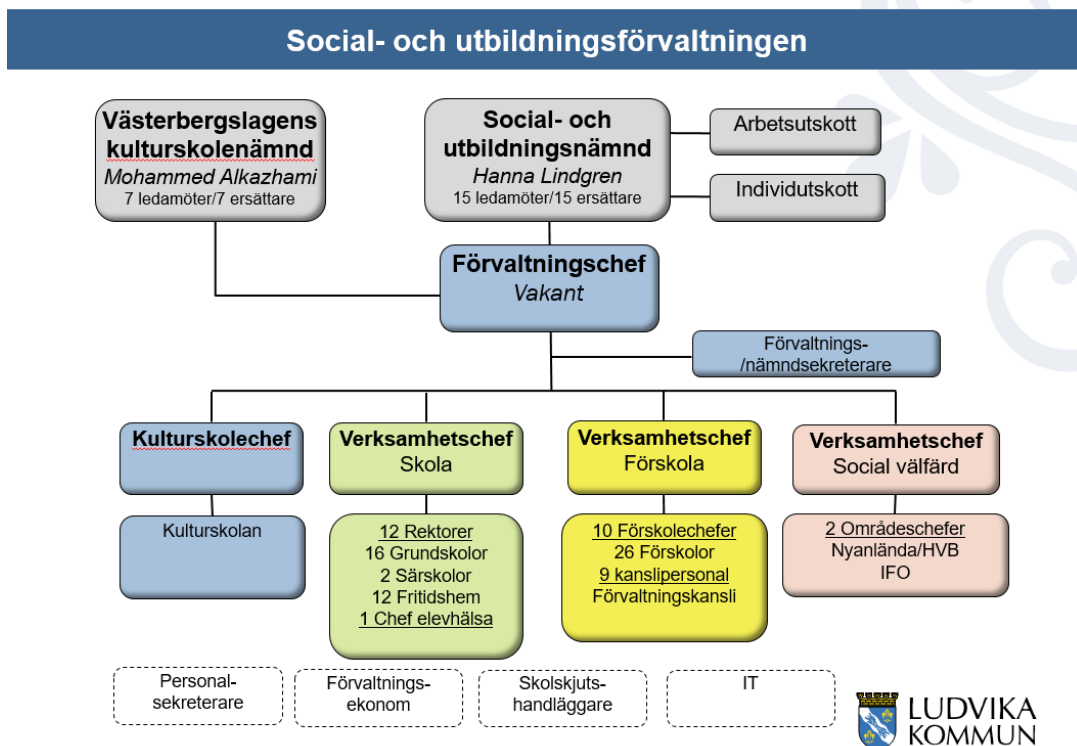 Social- och utbildningsförvaltningen
Västerbergslagens
kulturskolenämnd
Mohammed Alkazhami
7 ledamöter/7 ersättare
Social- och
utbildningsnämnd
Hanna Lindgren
15 ledamöter/15 ersättare
Arbetsutskott
Individutskott
Förvaltningschef
Vakant
Förvaltnings-
/nämndsekreterare
Kulturskolechef
Verksamhetschef
Skola
Verksamhetschef
Förskola
Verksamhetschef
Social välfärd
Kulturskolan
12 Rektorer
16 Grundskolor
2 Särskolor
12 Fritidshem
1 Chef elevhälsa
10 Förskolechefer
26 Förskolor
9 kanslipersonal
Förvaltningskansli
2 Områdeschefer
Nyanlända/HVB
IFO
Personal-
sekreterare
Förvaltnings-
ekonom
Skolskjuts-
handläggare
IT
LUDVIKA
KOMMUN